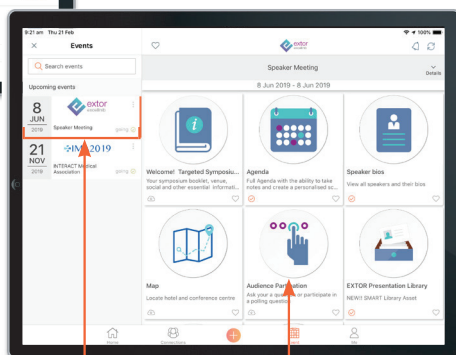 9:21 am Thu 21 Feb
100%
Events
extor
Search events
Speaker Meeting
Details
Upcoming events
8 Jun 2019 - 8 Jun 2019
8
JUN
2019
extor
Speaker Meeting
going
21
NOV
2019
IM 2019
INTERACT Medical
Association
going
Welcome! Targeted Symposiu...
Your symposium booklet, venue,
social and other essential informati...
Agenda
Full Agenda with the ability to take
notes and create a personalised sc...
Speaker bios
View all speakers and their bios
Map
Locate hotel and conference centre
Audience Participation
Ask your a question or participate in
a polling question
EXTOR Presentation Library
NEW!! SMART Library Asset
Home
Connections
Events
Me